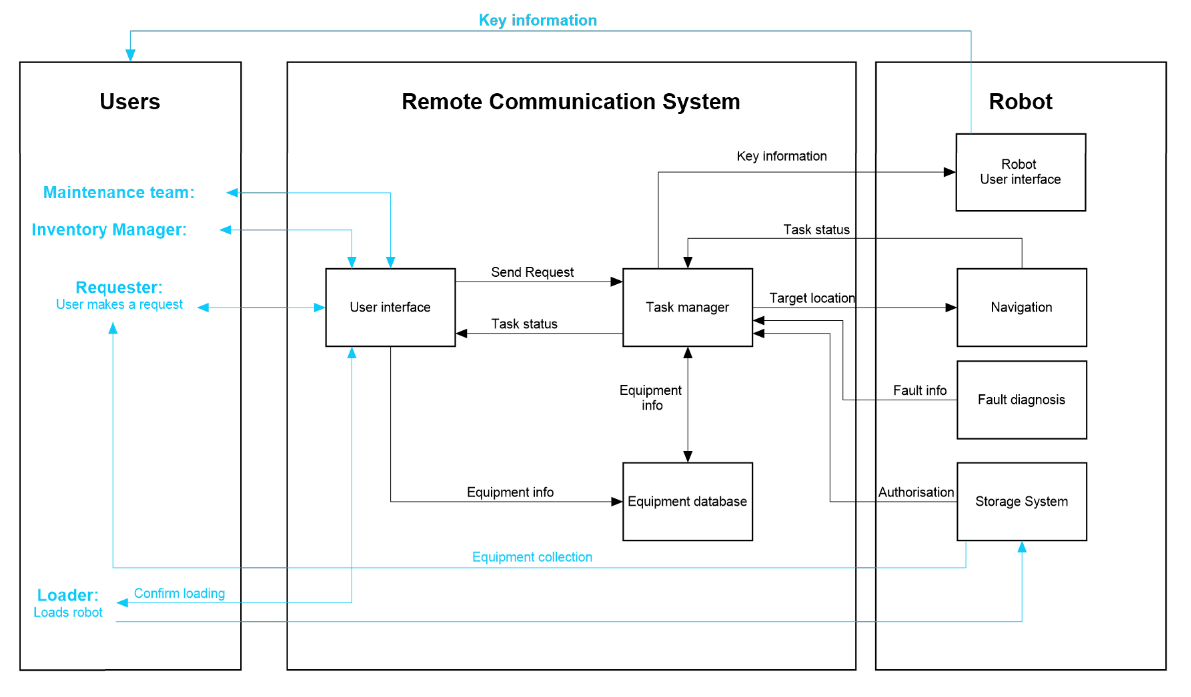 Key information
Users
Remote Communication System
Robot
Key information
Robot
User interface
Maintenance team:
Inventory Manager:
Task status
Requester:
User makes a request
Send Request
User interface
Task manager
Target location
Navigation
Task status
Equipment
info
Fault info
Fault diagnosis
Equipment info
Equipment database
Authorisation
Storage System
Equipment collection
Loader:
Loads robot
Confirm loading